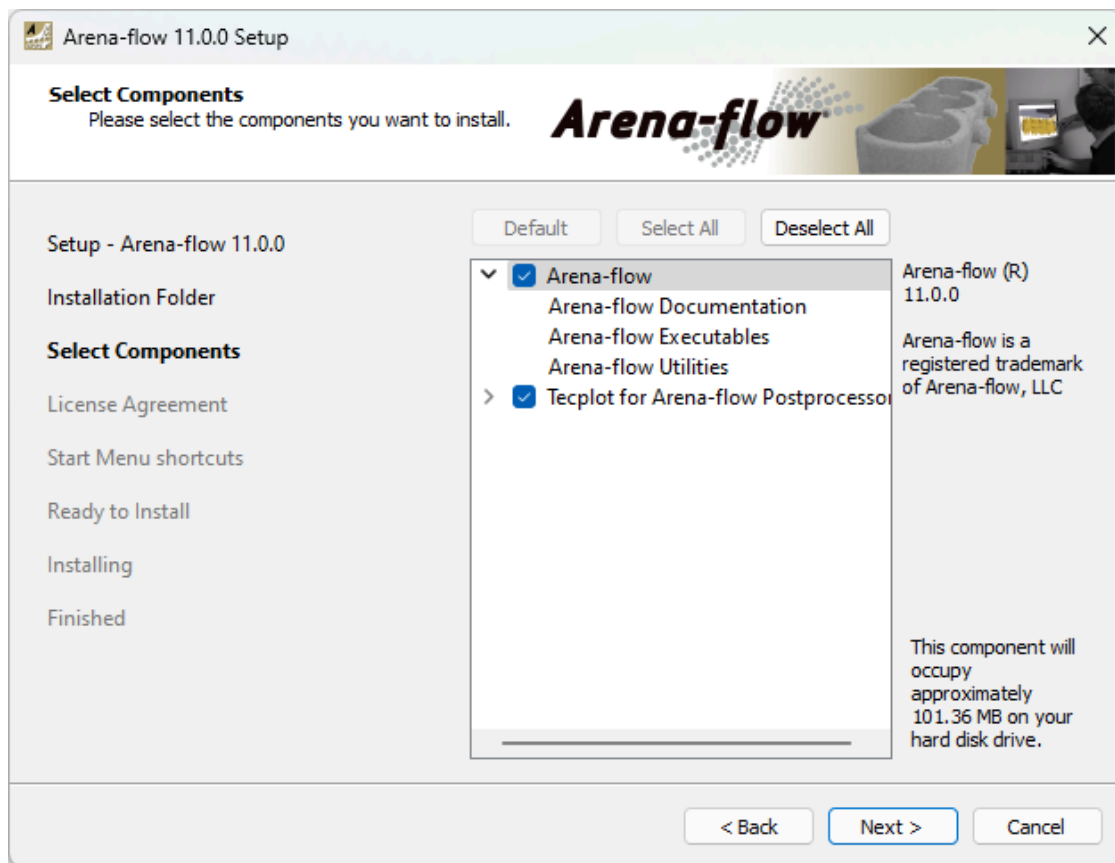 Arena-flow 11.0.0 Setup
Select Components
Please select the components you want to install.
Arena-flow
Setup - Arena-flow 11.0.0
Installation Folder
Select Components
License Agreement
Start Menu shortcuts
Ready to Install
Installing
Finished
Default
Select All
Deselect All
Arena-flow
Arena-flow Documentation
Arena-flow Executables
Arena-flow Utilities
Tecplot for Arena-flow Postprocessor
Arena-flow (R)
11.0.0
Arena-flow is a
registered trademark
of Arena-flow, LLC
This component will
occupy
approximately
101.36 MB on your
hard disk drive.
< Back
Next >
Cancel